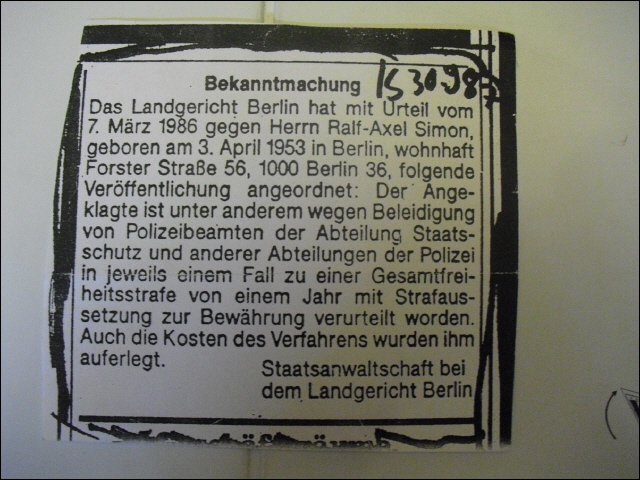 Bekanntmachung
Das Landgericht Berlin hat mit Urteil vom
7. März 1986 gegen Herrn Ralf-Axel Simon,
geboren am 3. April 1953 in Berlin, wohnhaft
Forster Straße 56, 1000 Berlin 36, folgende
Veröffentlichung angeordnet: Der Ange-
klagte ist unter anderem wegen Beleidigung
von Polizeibeamten der Abteilung Staats-
schutz und anderer Abteilungen der Polizei
in jeweils einem Fall zu einer Gesamtfrei-
heitsstrafe von einem Jahr mit Strafaus-
setzung zur Bewährung verurteilt worden.
Auch die Kosten des Verfahrens wurden ihm
auferlegt.
Staatsanwaltschaft bei
dem Landgericht Berlin